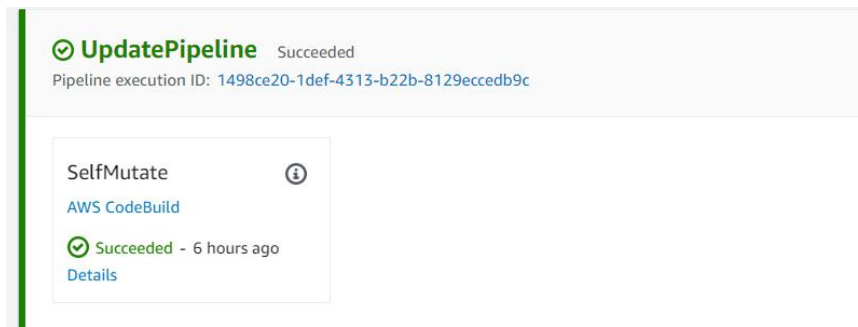 UpdatePipeline Succeeded
Pipeline execution ID: 1498ce20-1def-4313-b22b-8129eccedb9c
SelfMutate
AWS CodeBuild
Succeeded - 6 hours ago
Details